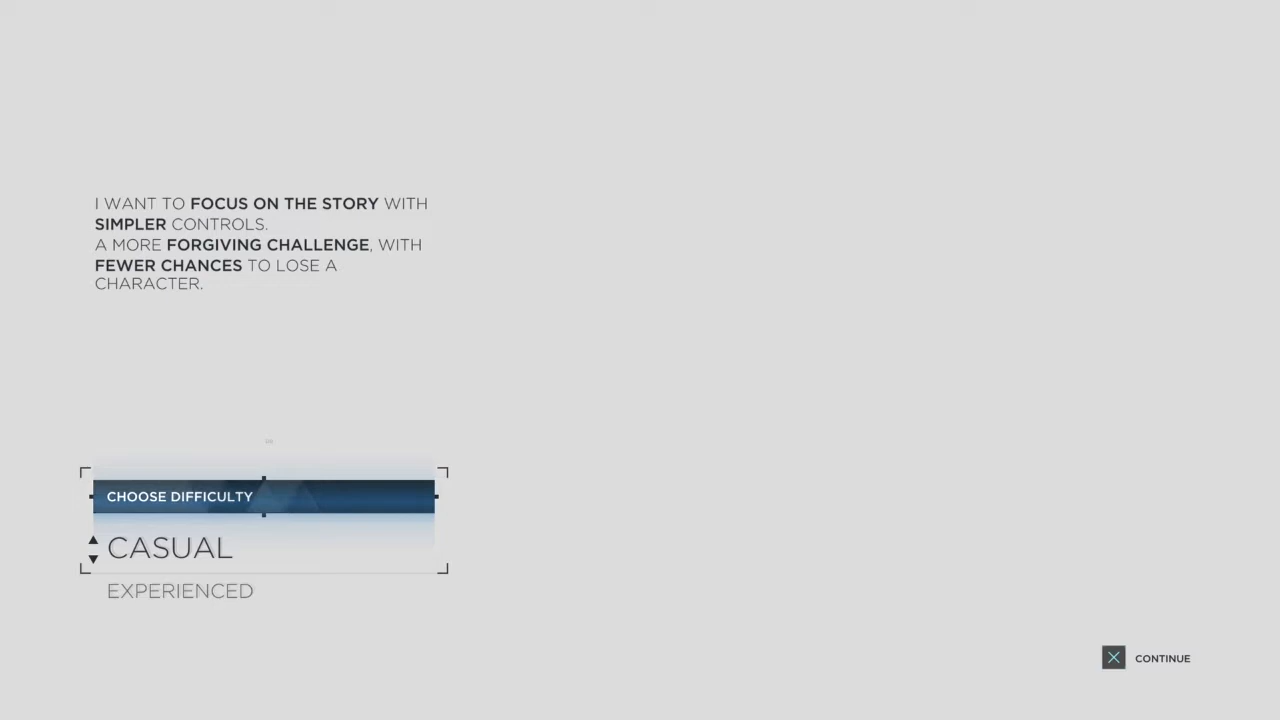 I WANT TO FOCUS ON THE STORY WITH
SIMPLER CONTROLS.
A MORE FORGIVING CHALLENGE, WITH
FEWER CHANCES TO LOSE A
CHARACTER.
CHOOSE DIFFICULTY
CASUAL
EXPERIENCED
CONTINUE